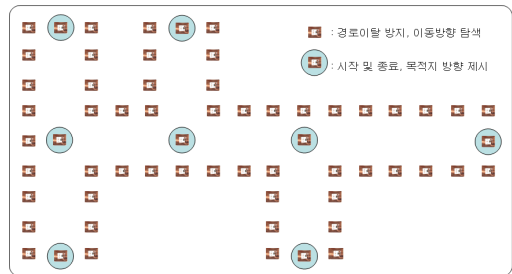 : 경로이탈 방지, 이동방향 탐색
: 시작 및 종료, 목적지 방향 제시